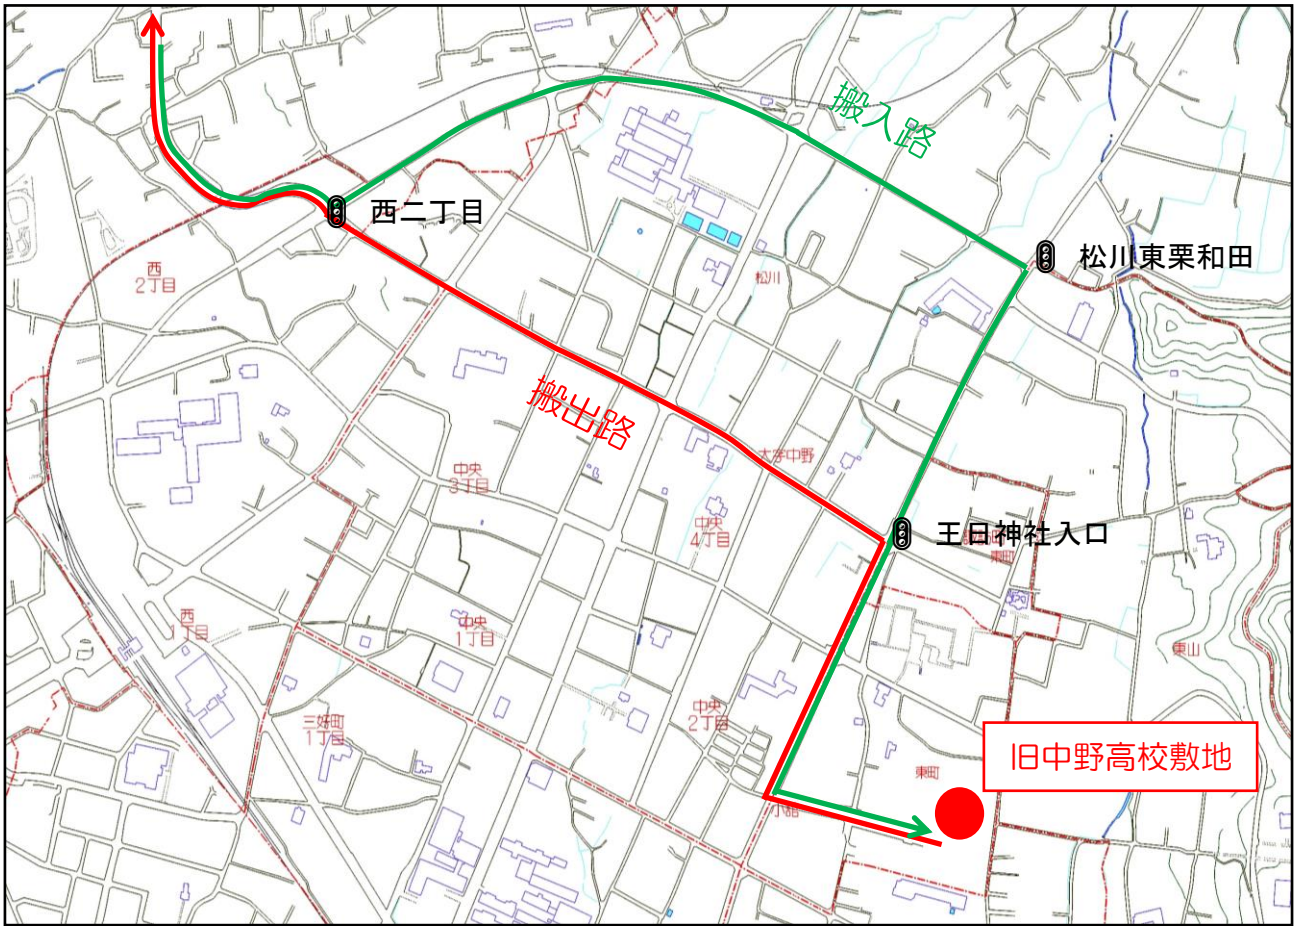 搬入路
西二丁目
松川東栗和田
西
2丁目
松川
搬出路
大字中野
中央
3丁目
中央
4丁目
王日神社入口
東町
西
1丁目
中央
1丁目
東山
中央
2丁目
三好町
1丁目
旧中野高校敷地
東町
小舘